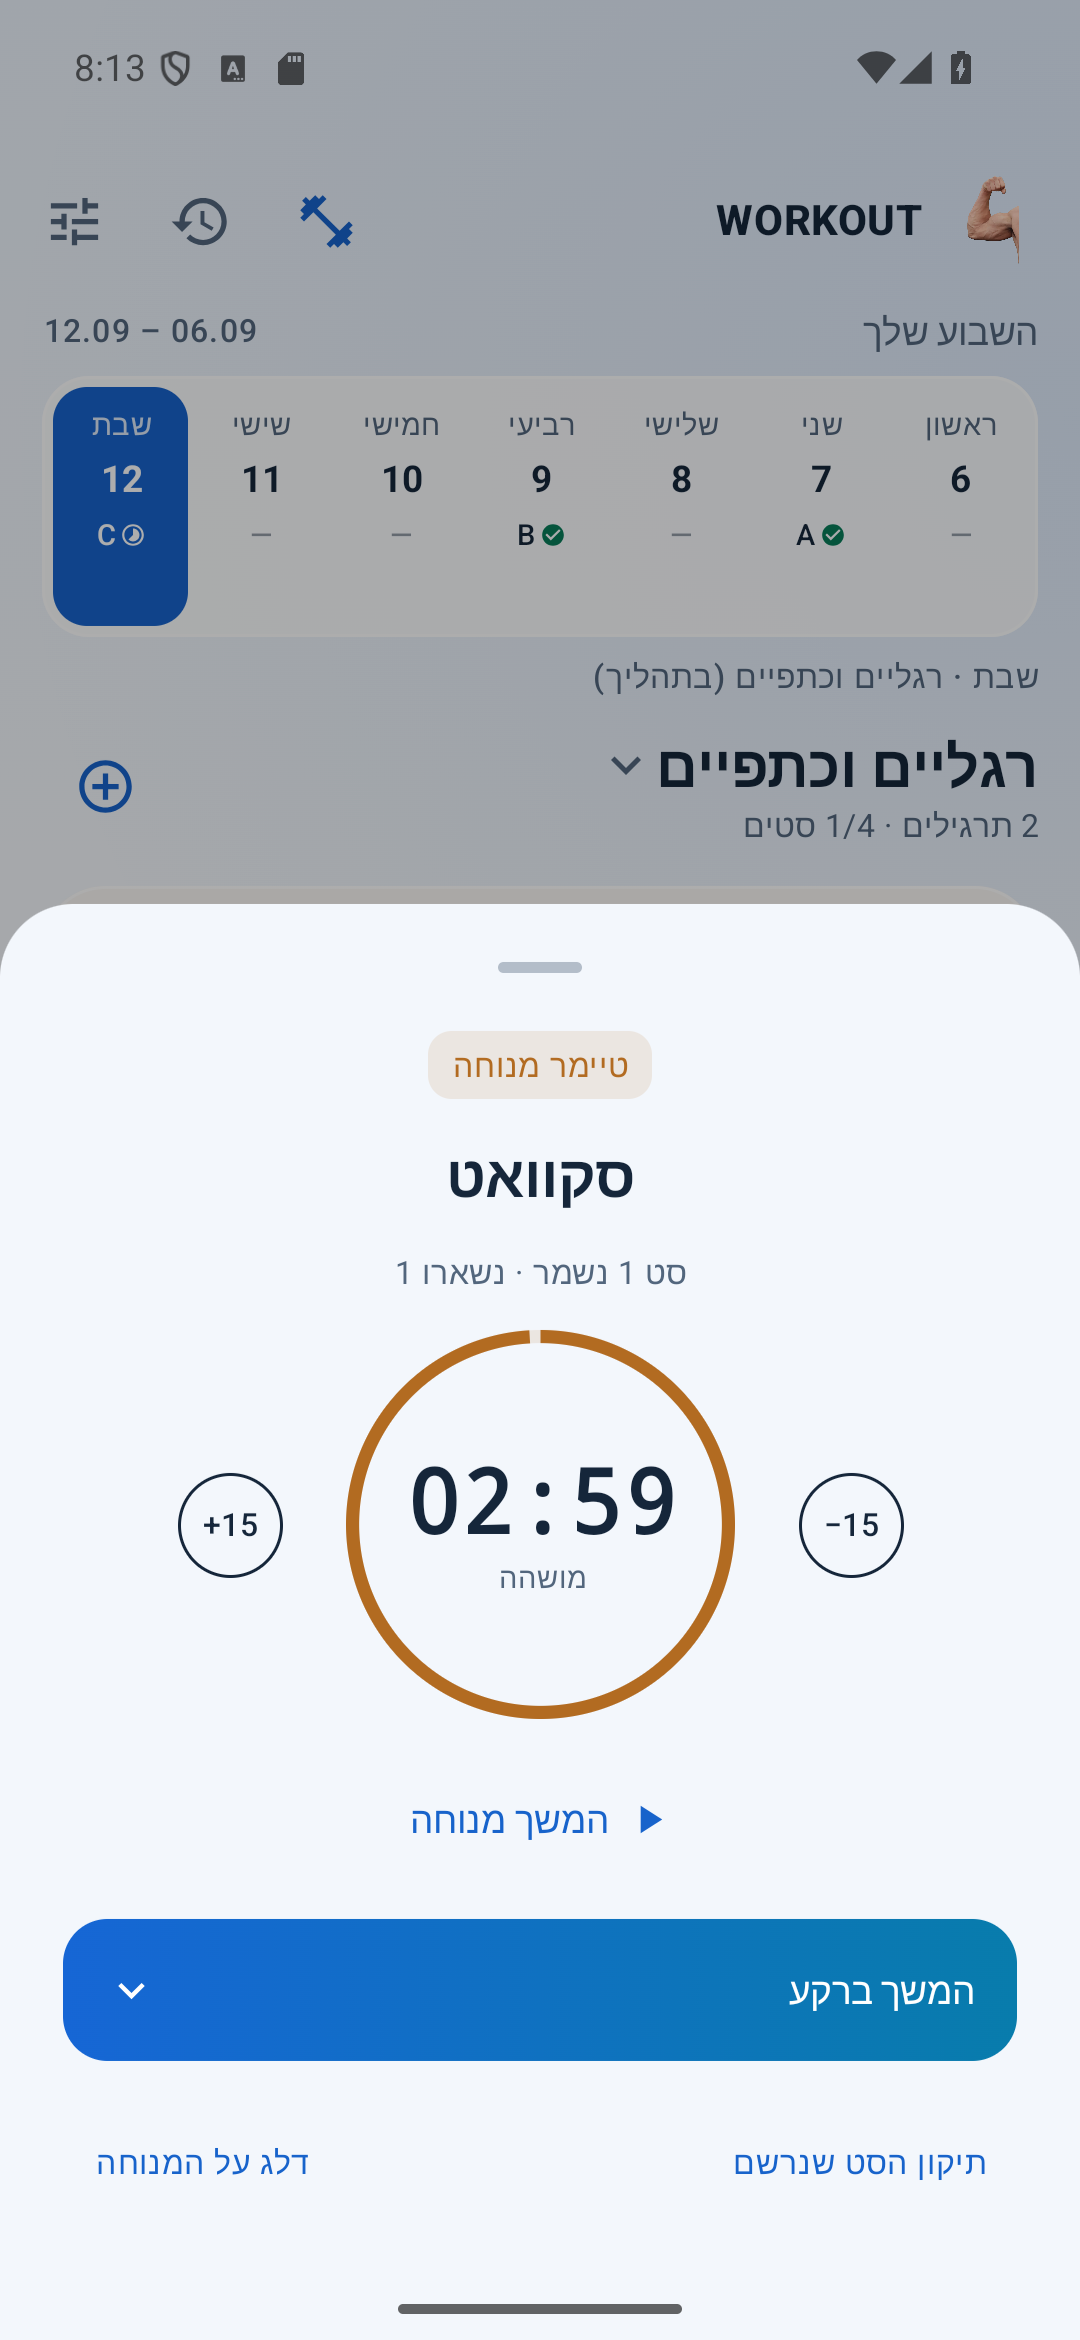 8:13
WORKOUT
השבוע שלך
12.09 – 06.09
ראשון שני שלישי רביעי חמישי שישי שבת
6 7 8 9 10 11 12
– A – B – – C
שבת · רגליים וכתפיים (בתהליך)
רגליים וכתפיים
2 תרגילים · 1/4 סטים
טיימר מנוחה
סקוואט
סט 1 נשמר · נשארו 1
02:59
מושהה
−15
+15
המשך מנוחה
המשך ברקע
תיקון הסט שנרשם
דלג על המנוחה